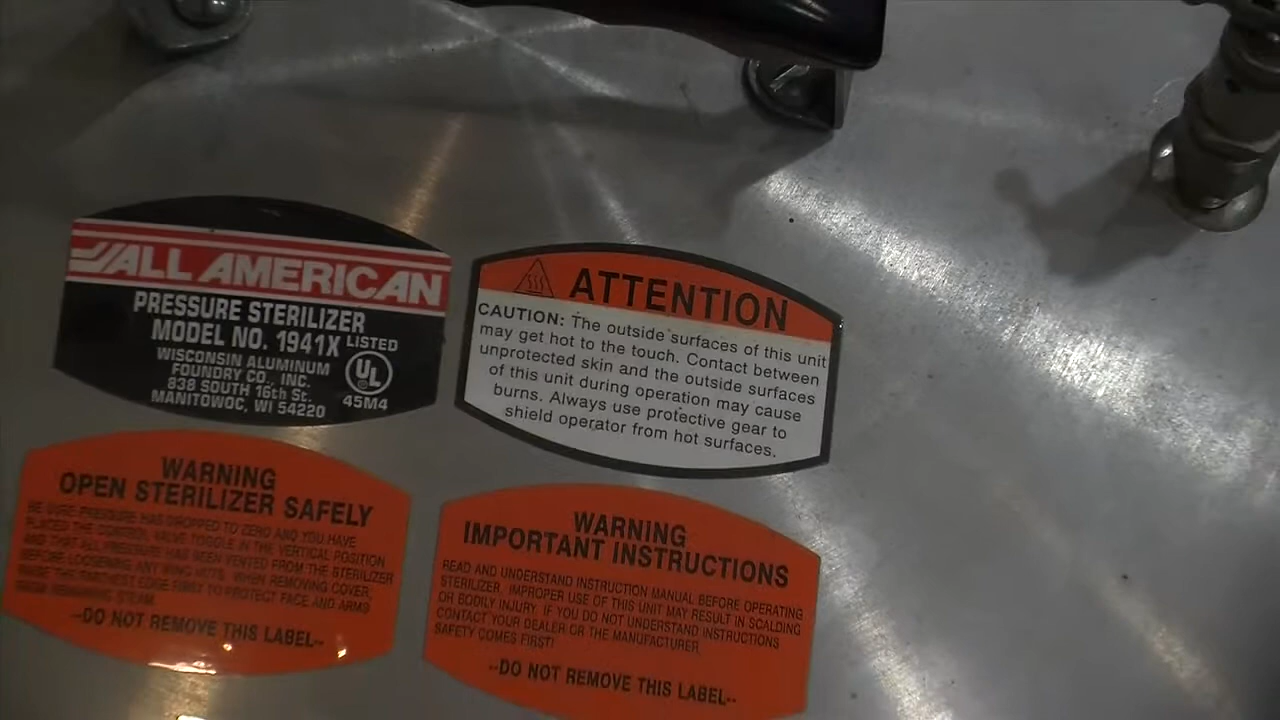 ALL AMERICAN
PRESSURE STERILIZER
MODEL NO. 1941X
LISTED
WISCONSIN ALUMINUM
FOUNDRY CO., INC.
838 SOUTH 16th St.
MANITOWOC, WI 54220
UL
45M4
ATTENTION
CAUTION: The outside surfaces of this unit
may get hot to the touch. Contact between
unprotected skin and the outside surfaces
of this unit during operation may cause
burns. Always use protective gear to
shield operator from hot surfaces.
WARNING
OPEN STERILIZER SAFELY
BE SURE PRESSURE HAS DROPPED TO ZERO AND YOU HAVE
PLACED THE CONTROL VALVE TOGGLE IN THE VERTICAL POSITION
AND THAT ALL PRESSURE HAS BEEN VENTED FROM THE STERILIZER
BEFORE LOOSENING ANY WING NUTS. WHEN REMOVING COVER,
RAISE THE FARTHEST EDGE FIRST TO PROTECT FACE AND ARMS
FROM REMAINING STEAM.
--DO NOT REMOVE THIS LABEL--
WARNING
IMPORTANT INSTRUCTIONS
READ AND UNDERSTAND INSTRUCTION MANUAL BEFORE OPERATING
STERILIZER. IMPROPER USE OF THIS UNIT MAY RESULT IN SCALDING
OR BODILY INJURY. IF YOU DO NOT UNDERSTAND INSTRUCTIONS
CONTACT YOUR DEALER OR THE MANUFACTURER.
SAFETY COMES FIRST!
--DO NOT REMOVE THIS LABEL--